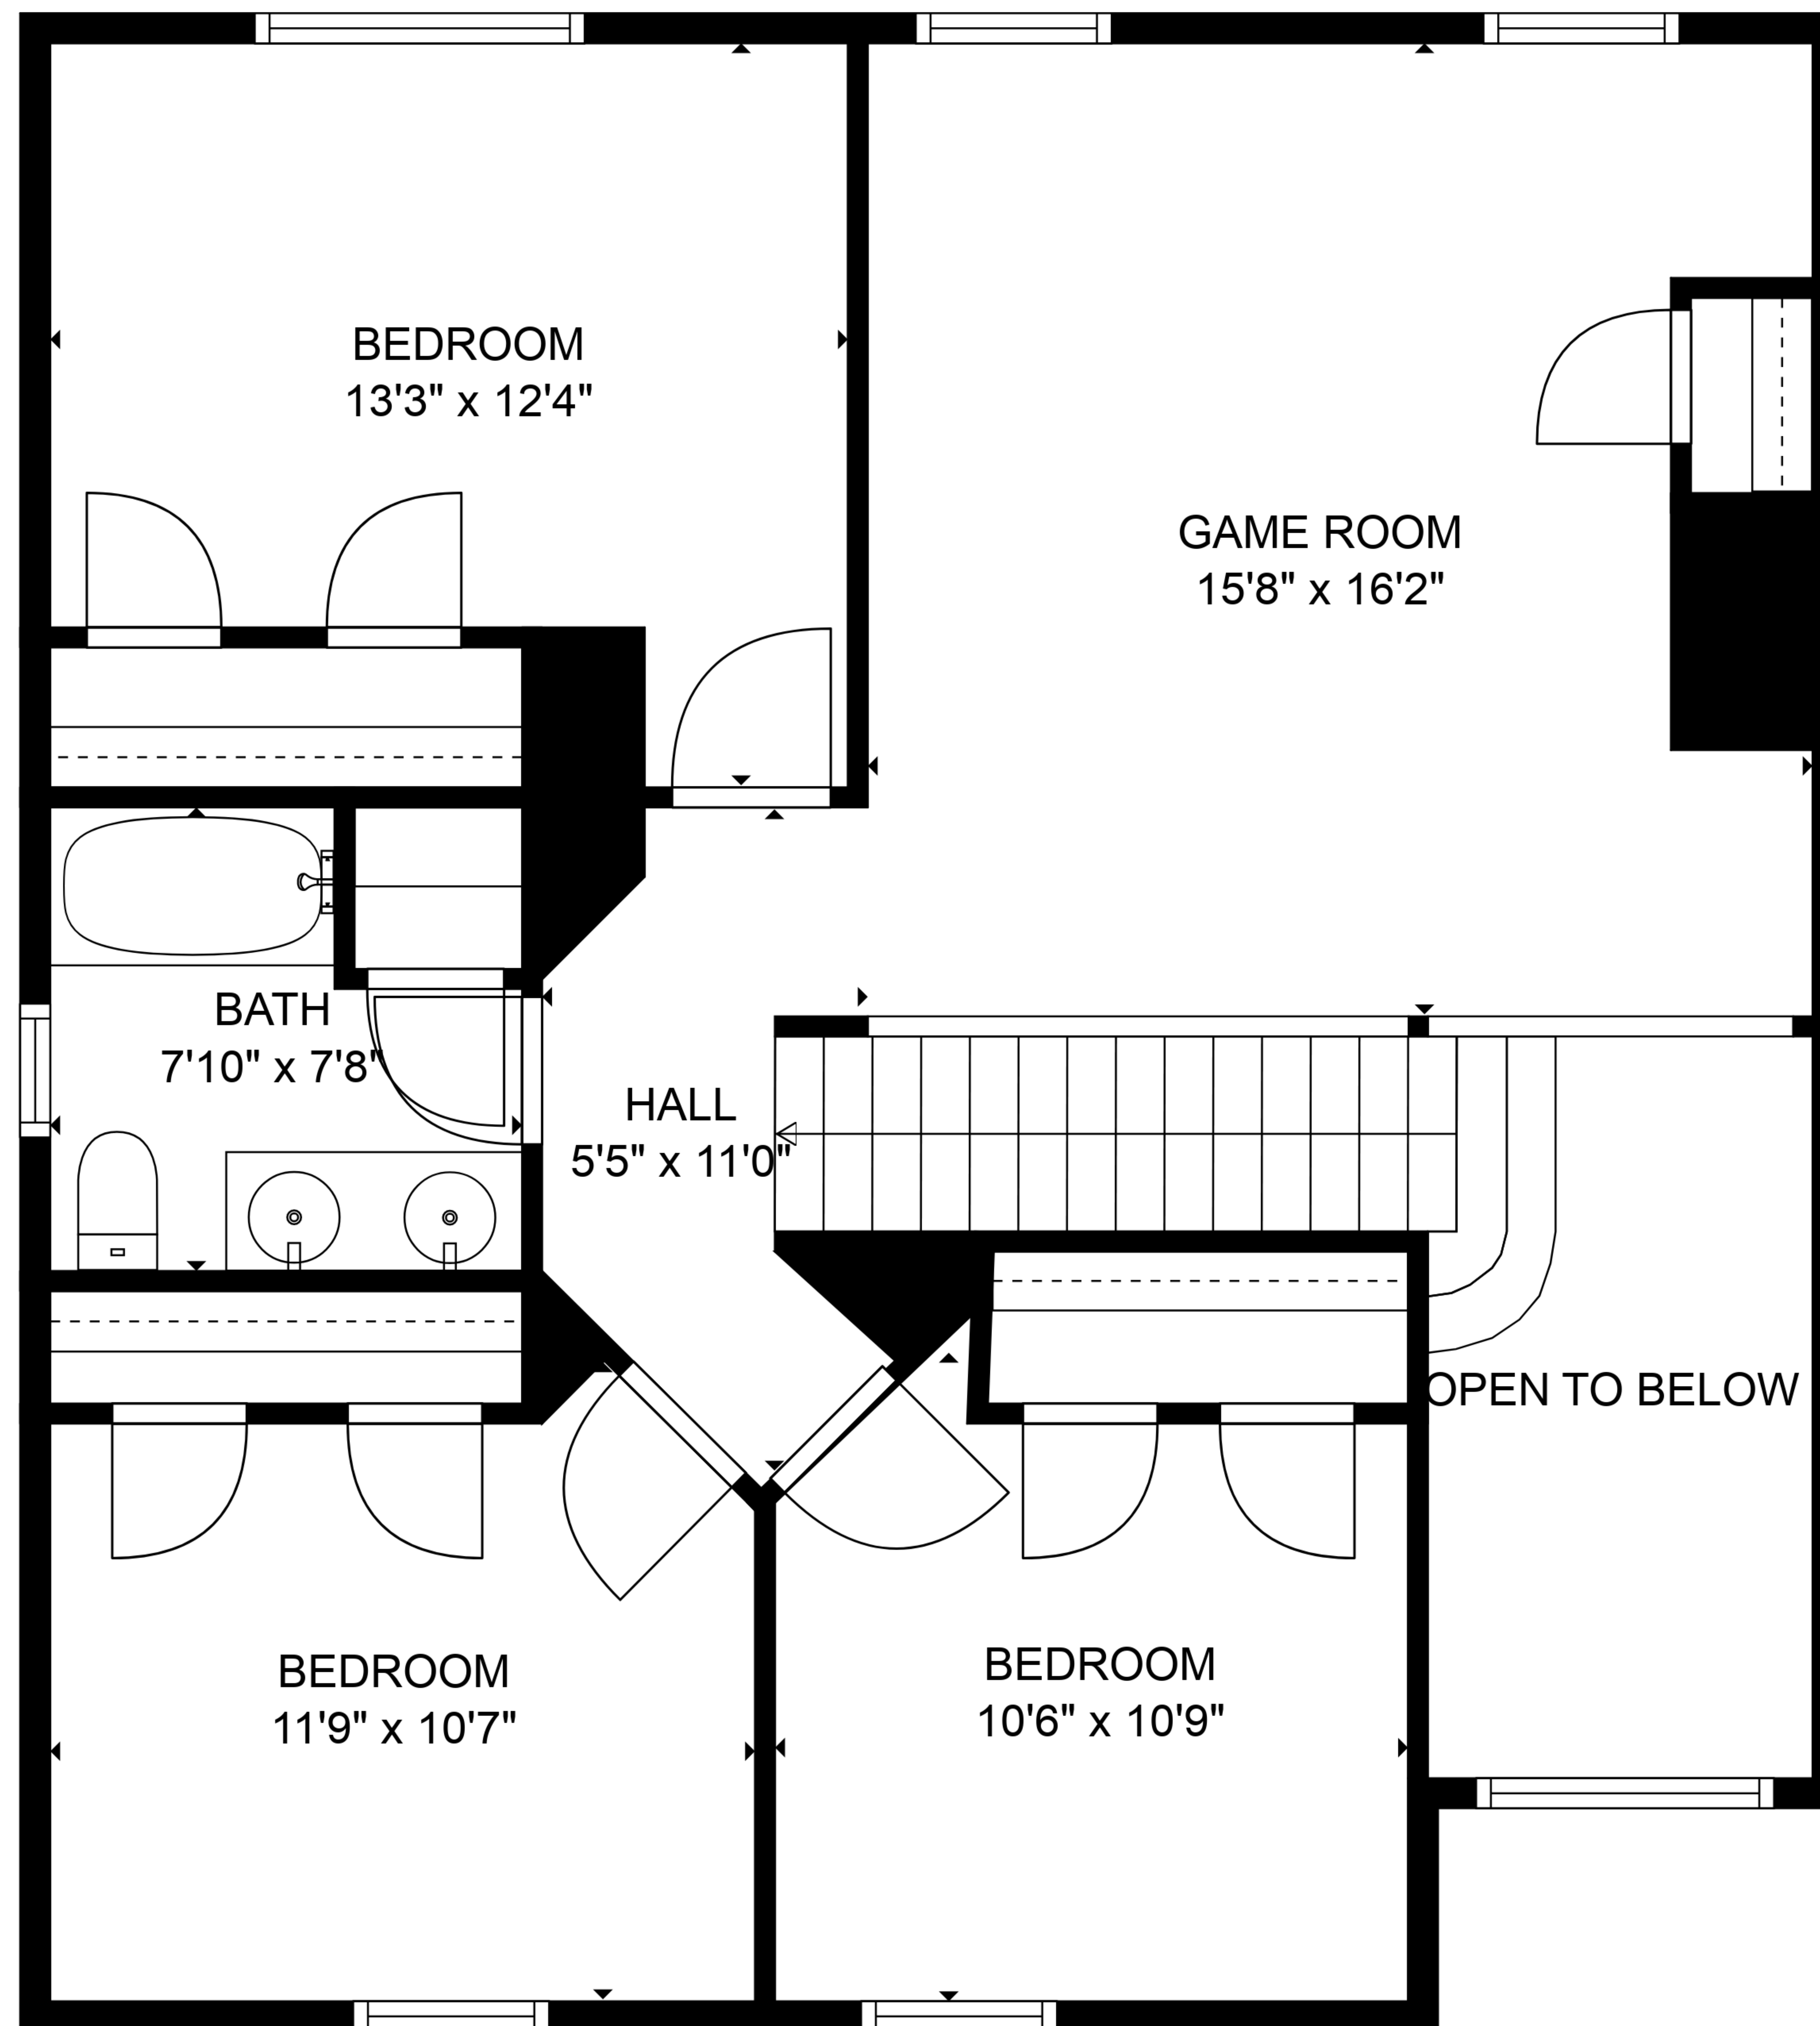 BEDROOM
13'3" x 12'4"
GAME ROOM
15'8" x 16'2"
BATH
7'10" x 7'8"
HALL
5'5" x 11'0"
OPEN TO BELOW
BEDROOM
11'9" x 10'7"
BEDROOM
10'6" x 10'9"